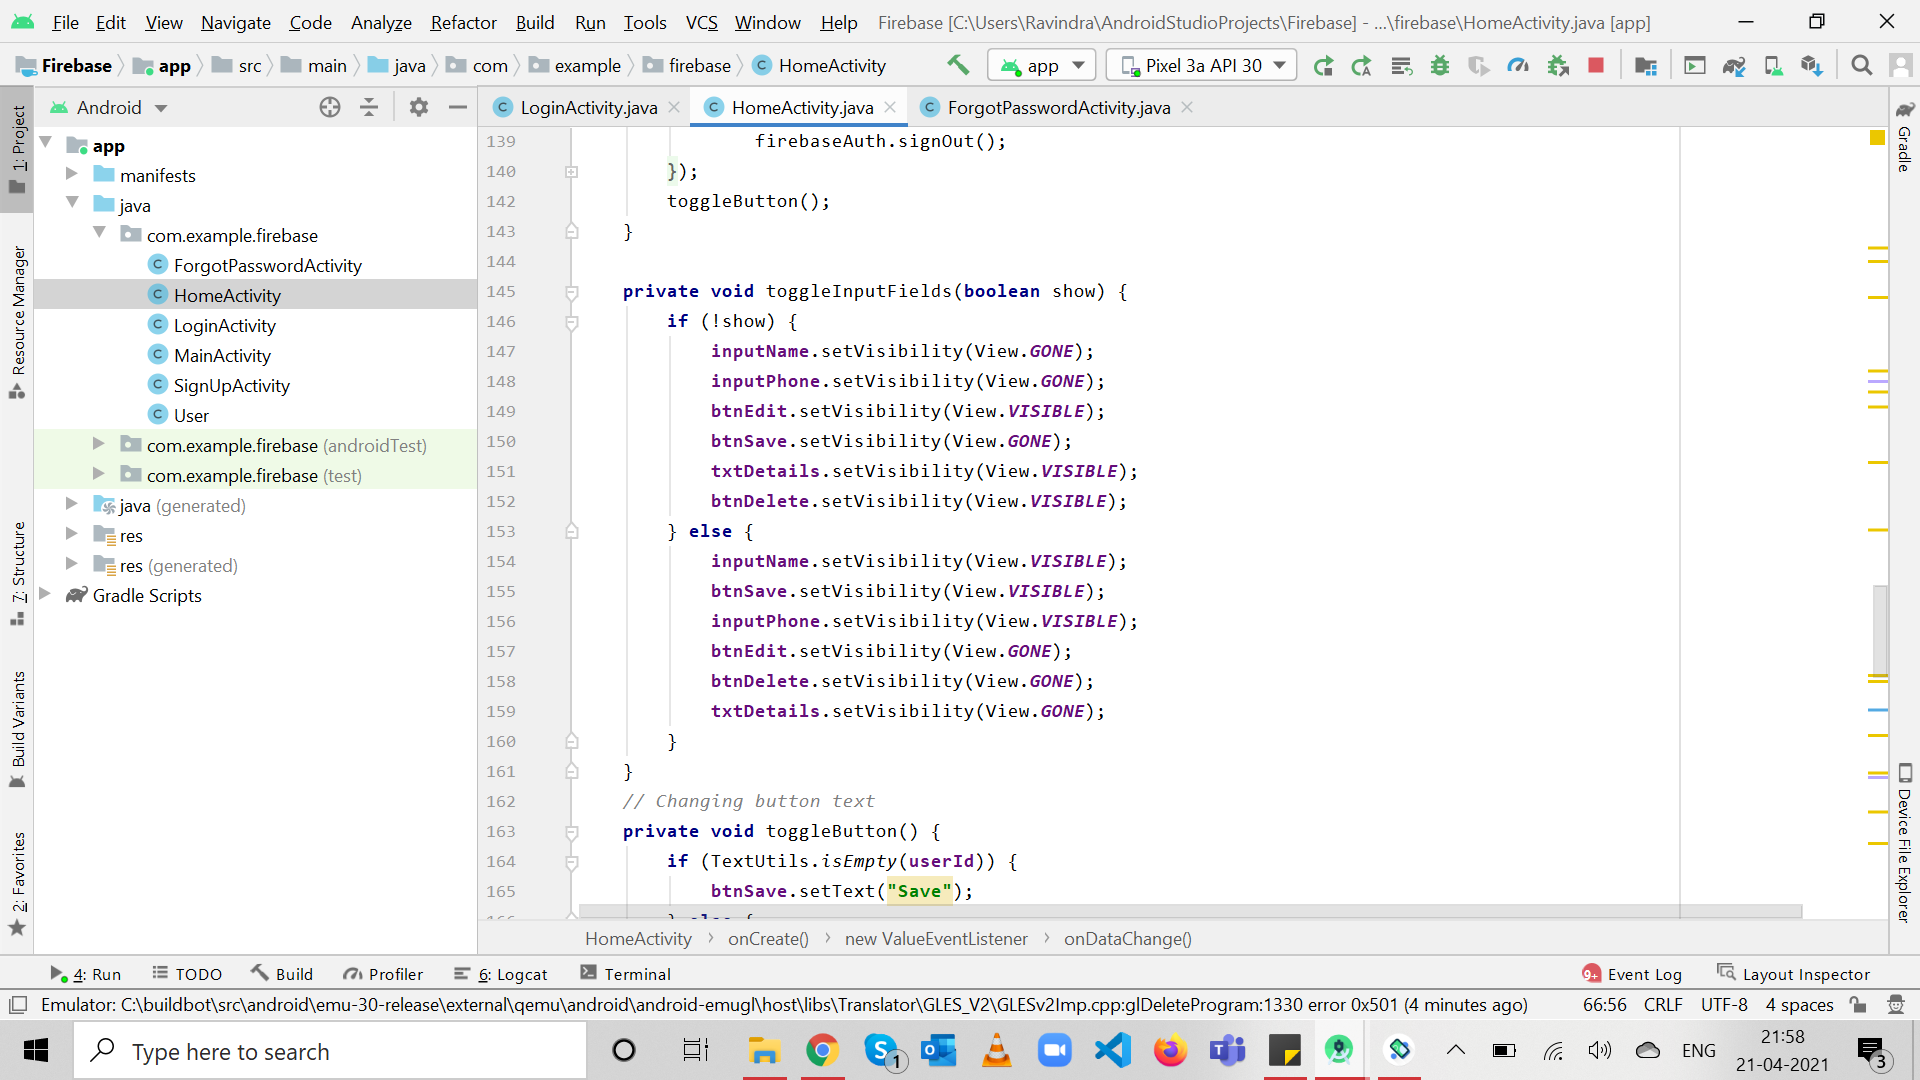 File Edit View Navigate Code Analyze Refactor Build Run Tools VCS Window Help Firebase [C:\Users\Ravindra\AndroidStudioProjects\Firebase] - ...\firebase\HomeActivity.java [app]
Firebase app src main java com example firebase HomeActivity app Pixel 3a API 30
Android LoginActivity.java HomeActivity.java ForgotPasswordActivity.java
1: Project
Resource Manager
7: Structure
Build Variants
2: Favorites
app
manifests
java
com.example.firebase
ForgotPasswordActivity
HomeActivity
LoginActivity
MainActivity
SignUpActivity
User
com.example.firebase (androidTest)
com.example.firebase (test)
java (generated)
res
res (generated)
Gradle Scripts
139 firebaseAuth.signOut();
140 });
142 toggleButton();
143 }
144
145 private void toggleInputFields(boolean show) {
146 if (!show) {
147 inputName.setVisibility(View.GONE);
148 inputPhone.setVisibility(View.GONE);
149 btnEdit.setVisibility(View.VISIBLE);
150 btnSave.setVisibility(View.GONE);
151 txtDetails.setVisibility(View.VISIBLE);
152 btnDelete.setVisibility(View.VISIBLE);
153 } else {
154 inputName.setVisibility(View.VISIBLE);
155 btnSave.setVisibility(View.VISIBLE);
156 inputPhone.setVisibility(View.VISIBLE);
157 btnEdit.setVisibility(View.GONE);
158 btnDelete.setVisibility(View.GONE);
159 txtDetails.setVisibility(View.GONE);
160 }
161 }
162 // Changing button text
163 private void toggleButton() {
164 if (TextUtils.isEmpty(userId)) {
165 btnSave.setText("Save");
166 } else {
Gradle
Device File Explorer
HomeActivity onCreate() new ValueEventListener onDataChange()
4: Run TODO Build Profiler 6: Logcat Terminal 9+ Event Log Layout Inspector
Emulator: C:\buildbot\src\android\emu-30-release\external\qemu\android\android-emugl\host\libs\Translator\GLES_V2\GLESv2Imp.cpp:glDeleteProgram:1330 error 0x501 (4 minutes ago) 66:56 CRLF UTF-8 4 spaces
Type here to search 1 ENG 21:58 3
21-04-2021